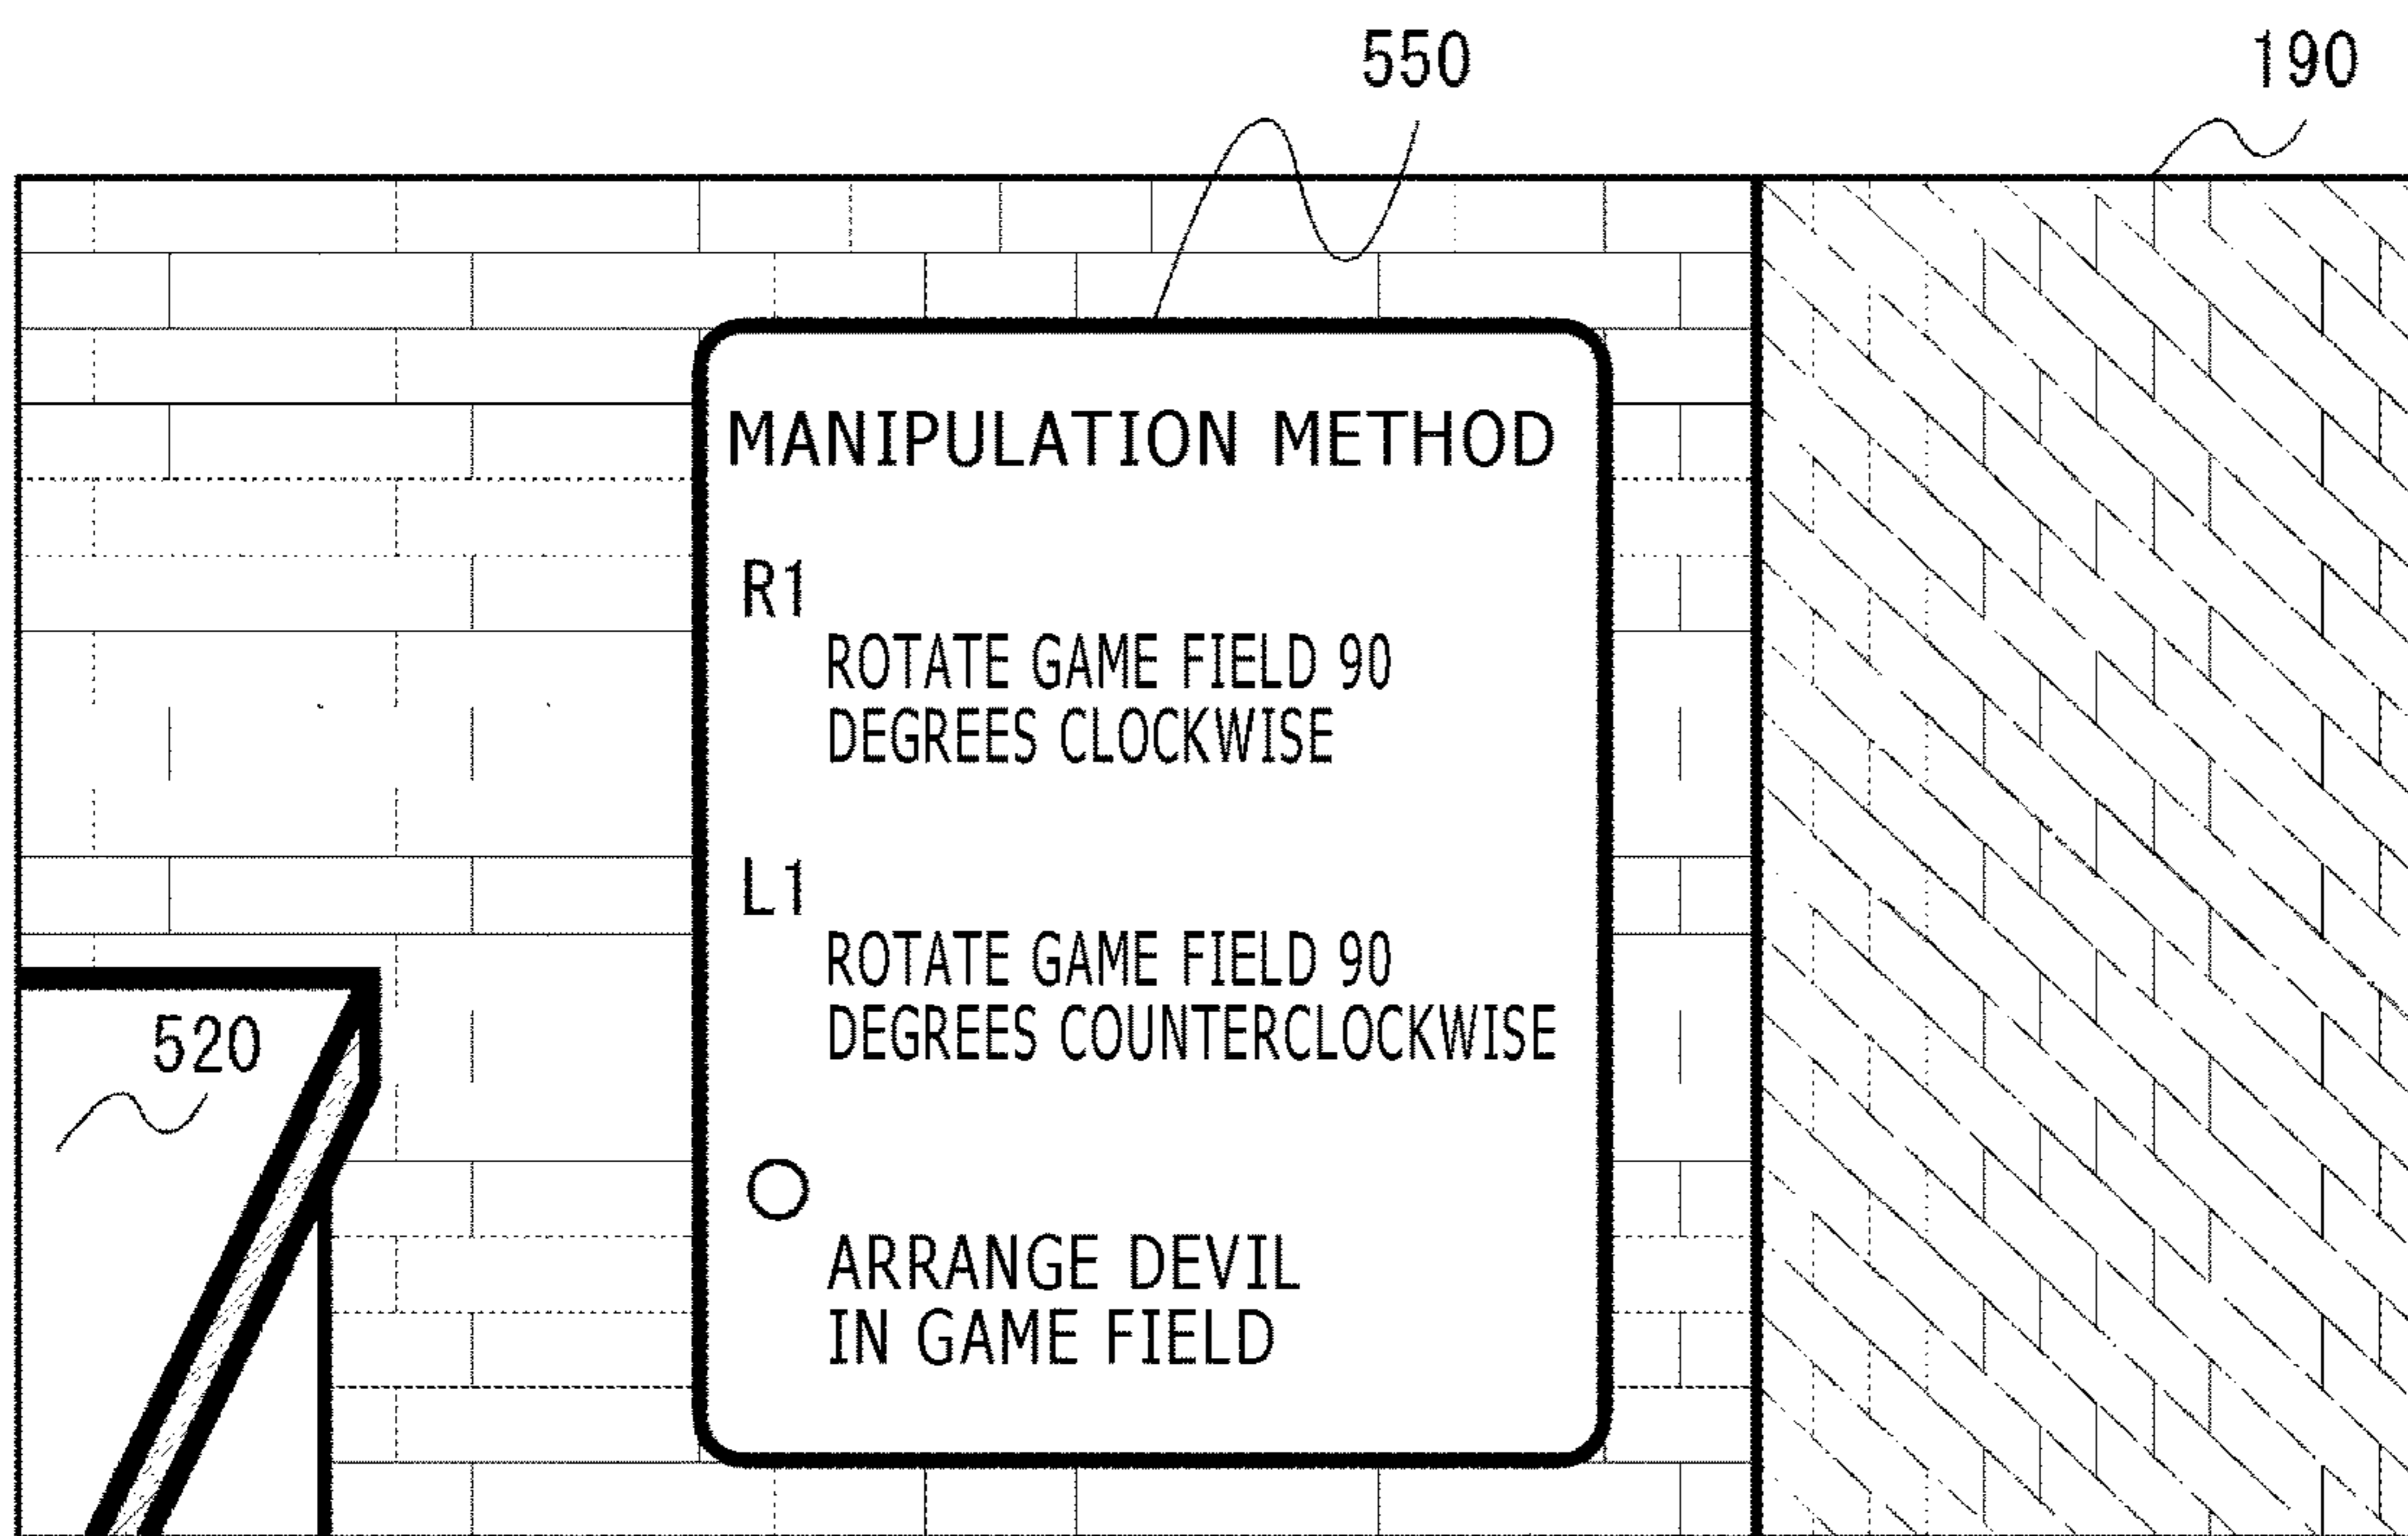 550
190
MANIPULATION METHOD
R1
ROTATE GAME FIELD 90
DEGREES CLOCKWISE
L1
ROTATE GAME FIELD 90
DEGREES COUNTERCLOCKWISE
520
○
ARRANGE DEVIL
IN GAME FIELD